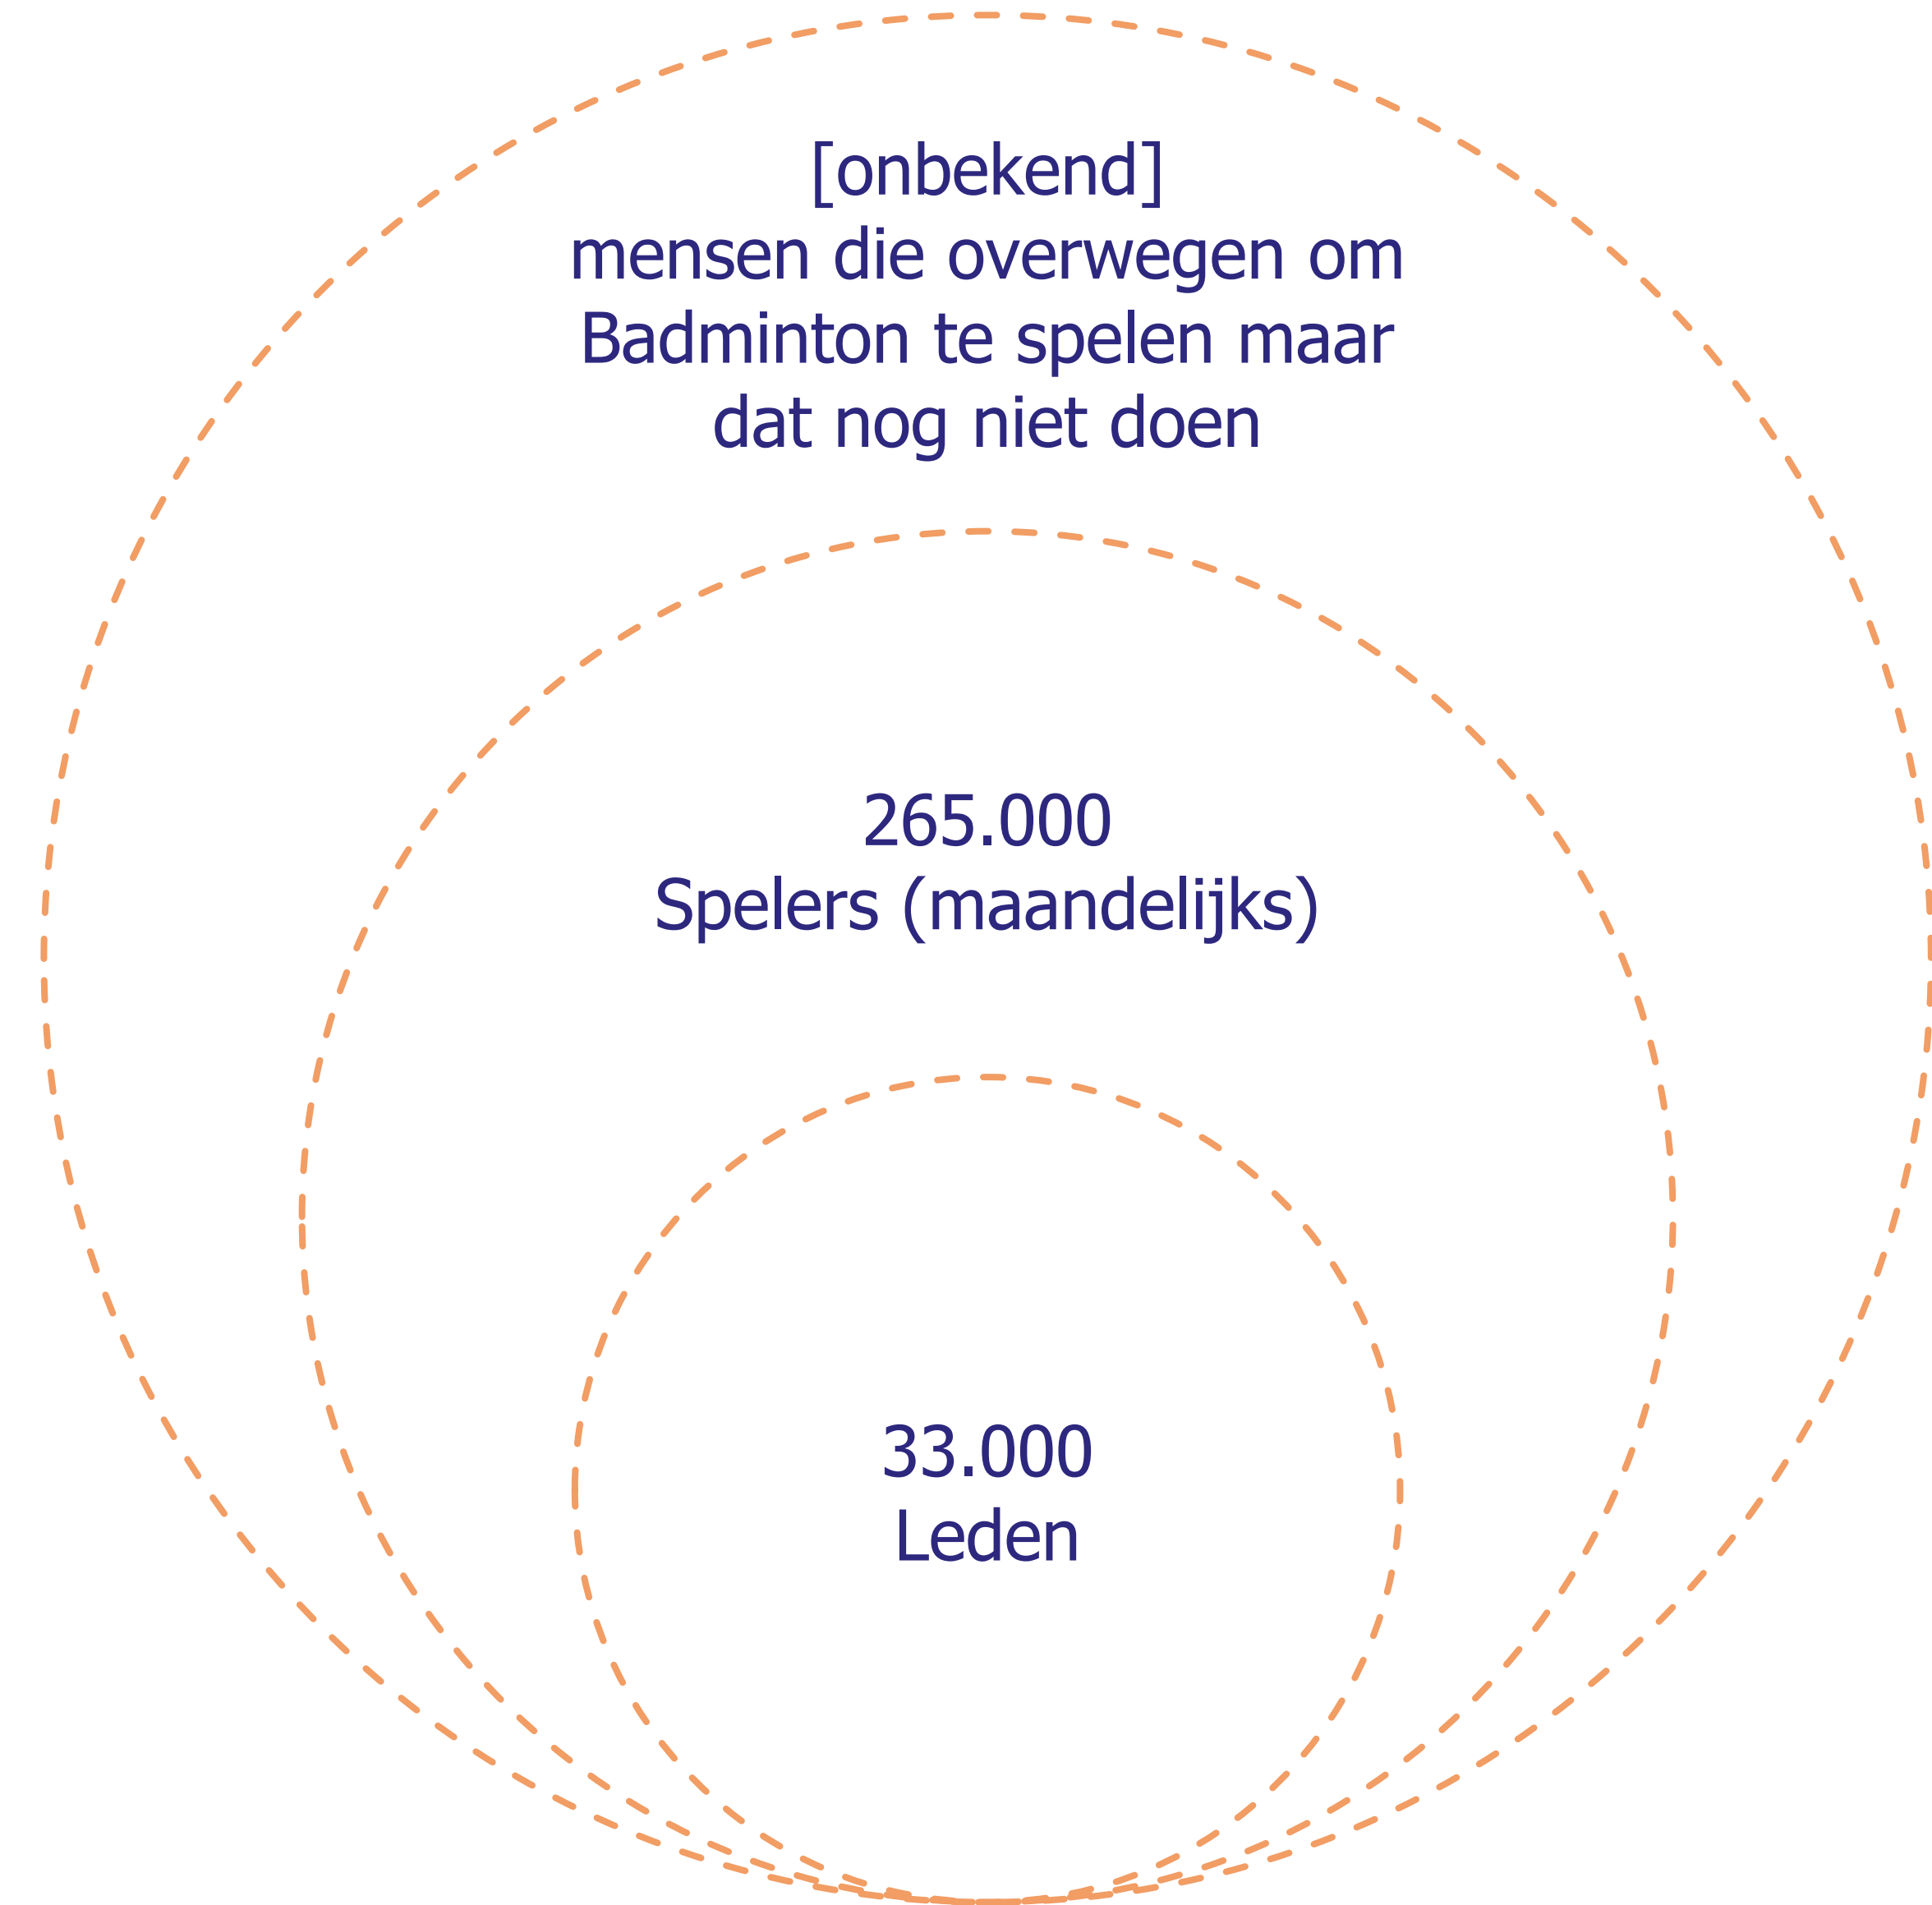 [onbekend]
mensen die overwegen om
Badminton te spelen maar
dat nog niet doen
265.000
Spelers (maandelijks)
33.000
Leden